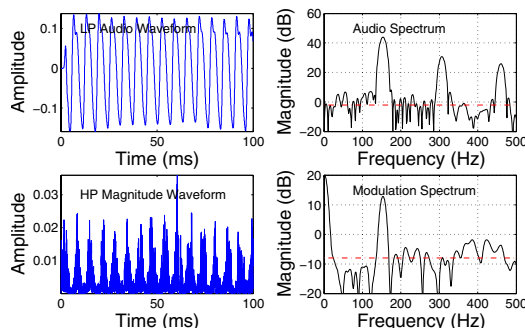 LP Audio Waveform
0.1
0
−0.1
Amplitude
0 50 100
Time (ms)
Audio Spectrum
60
40
20
0
−20
Magnitude (dB)
0 100 200 300 400 500
Frequency (Hz)
HP Magnitude Waveform
0.03
0.02
0.01
Amplitude
0 50 100
Time (ms)
Modulation Spectrum
20
10
0
−10
−20
Magnitude (dB)
0 100 200 300 400 500
Frequency (Hz)